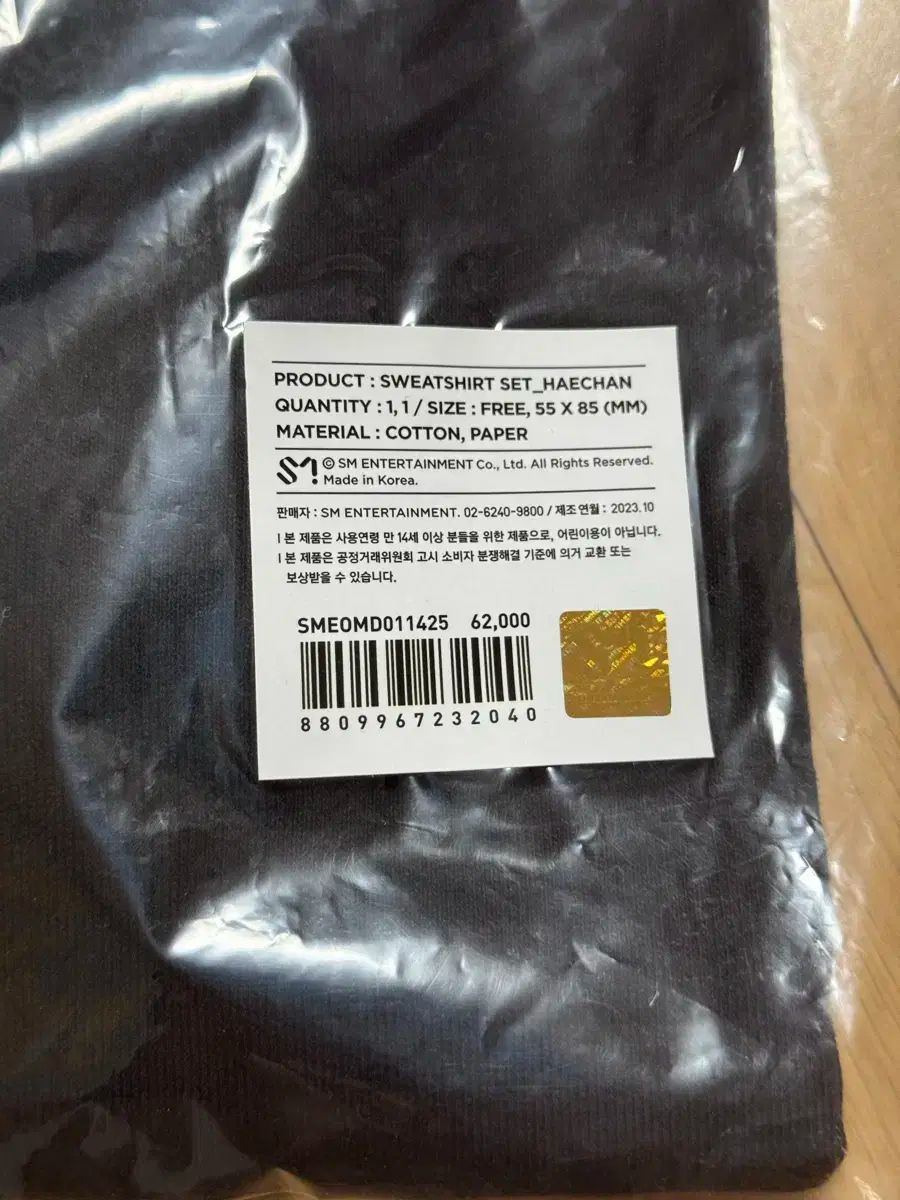 PRODUCT : SWEATSHIRT SET_HAECHAN
QUANTITY : 1, 1 / SIZE : FREE, 55 X 85 (MM)
MATERIAL : COTTON, PAPER
SM! © SM ENTERTAINMENT Co., Ltd. All Rights Reserved.
Made in Korea.
판매자 : SM ENTERTAINMENT. 02-6240-9800 / 제조 연월 : 2023.10
l 본 제품은 사용연령 만 14세 이상 분들을 위한 제품으로, 어린이용이 아닙니다.
l 본 제품은 공정거래위원회 고시 소비자 분쟁해결 기준에 의거 교환 또는
보상받을 수 있습니다.
SMEOMD011425 62,000
8809967232040